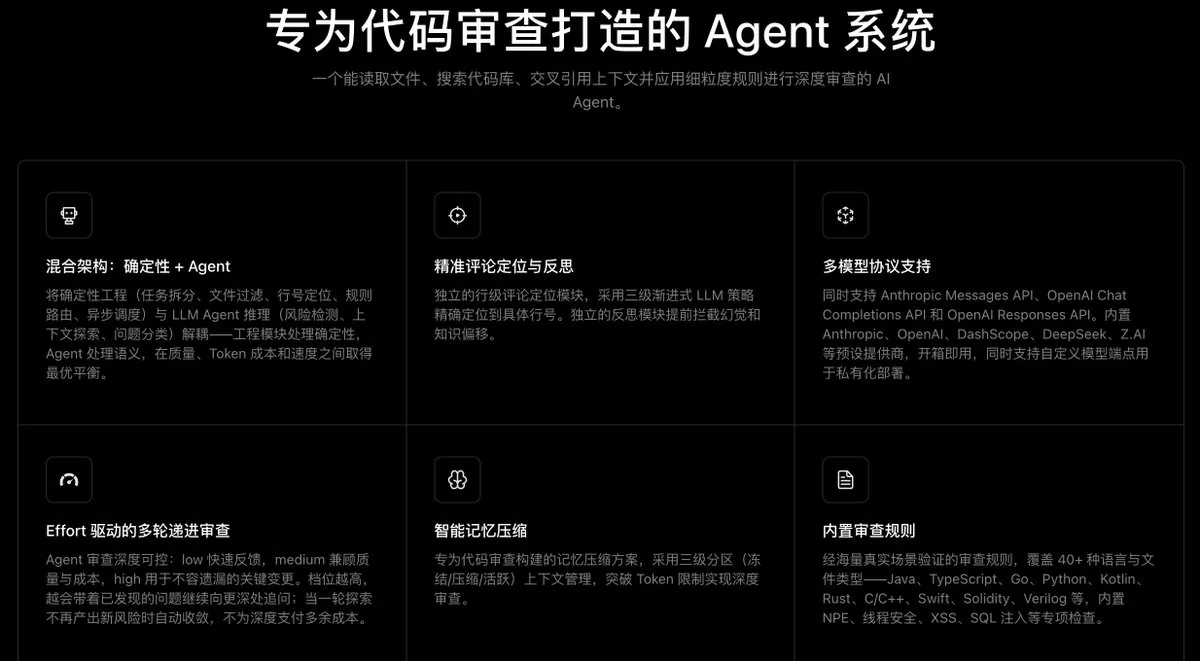 专为代码审查打造的 Agent 系统
一个能读取文件、搜索代码库、交叉引用上下文并应用细粒度规则进行深度审查的 AI
Agent。
混合架构：确定性 + Agent
将确定性工程（任务拆分、文件过滤、行号定位、规则
路由、异步调度）与 LLM Agent 推理（风险检测、上
下文探索、问题分类）解耦——工程模块处理确定性，
Agent 处理语义，在质量、Token 成本和速度之间取得
最优平衡。
精准评论定位与反思
独立的行级评论定位模块，采用三级渐进式 LLM 策略
精确定位到具体行号。独立的反思模块提前拦截幻觉和
知识偏移。
多模型协议支持
同时支持 Anthropic Messages API、OpenAI Chat
Completions API 和 OpenAI Responses API。内置
Anthropic、OpenAI、DashScope、DeepSeek、Z.AI
等预设提供商，开箱即用，同时支持自定义模型端点用
于私有化部署。
Effort 驱动的多轮递进审查
Agent 审查深度可控：low 快速反馈，medium 兼顾质
量与成本，high 用于不容遗漏的关键变更。档位越高，
越会带着已发现的问题继续向更深处追问；当一轮探索
不再产出新风险时自动收敛，不为深度支付多余成本。
智能记忆压缩
专为代码审查构建的记忆压缩方案，采用三级分区（冻
结/压缩/活跃）上下文管理，突破 Token 限制实现深度
审查。
内置审查规则
经海量真实场景验证的审查规则，覆盖 40+ 种语言与文
件类型——Java、TypeScript、Go、Python、Kotlin、
Rust、C/C++、Swift、Solidity、Verilog 等，内置
NPE、线程安全、XSS、SQL 注入等专项检查。